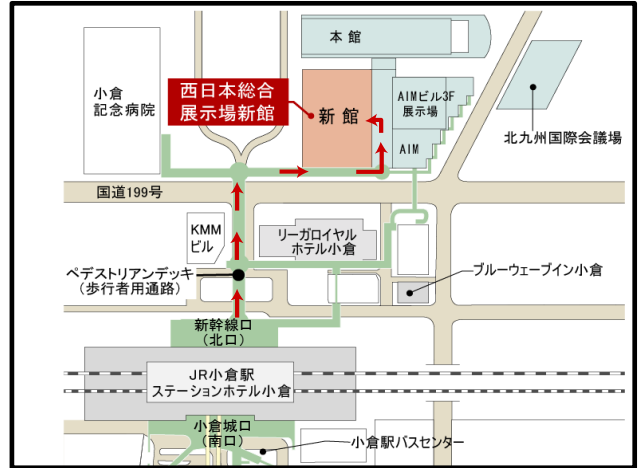 本館
小倉
記念病院
西日本総合
展示場新館
新館
AIMビル3F
展示場
AIM
北九州国際会議場
国道199号
KMM
ビル
リーガロイヤル
ホテル小倉
ペデストリアンデッキ
（歩行者用通路）
ブルーウェーブイン小倉
新幹線口
（北口）
JR小倉駅
ステーションホテル小倉
小倉城口
（南口）
小倉駅バスセンター